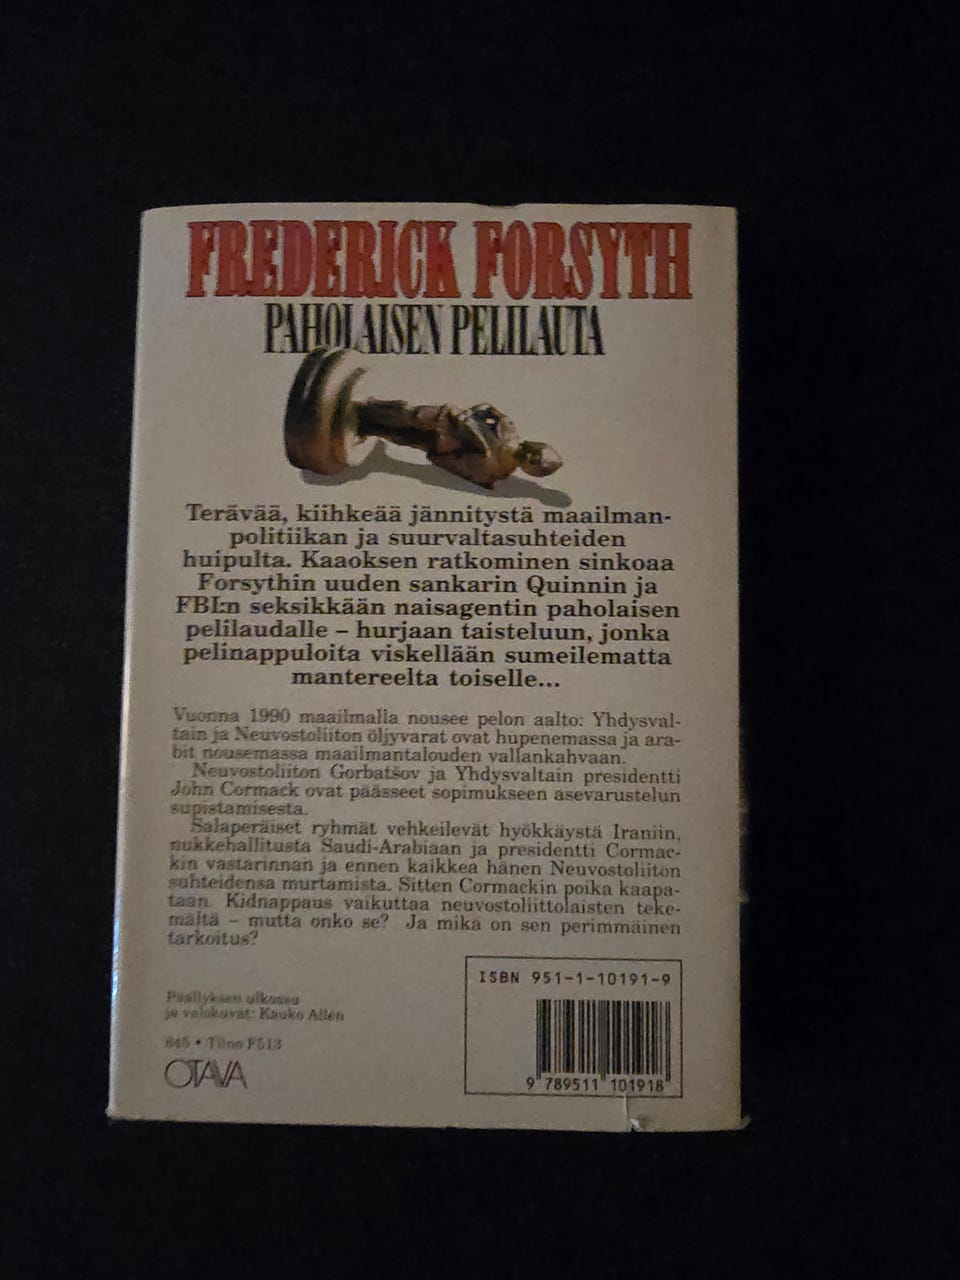 FREDERICK FORSYTH
PAHOLAISEN PELILAUTA
Terävää, kiihkeää jännitystä maailman-
politiikan ja suurvaltasuhteiden
huipulta. Kaaoksen ratkominen sinkoaa
Forsythin uuden sankarin Quinnin ja
FBI:n seksikkään naisagentin paholaisen
pelilaudalle – hurjaan taisteluun, jonka
pelinappuloita viskellään sumeilematta
mantereelta toiselle...
Vuonna 1990 maailmalla nousee pelon aalto: Yhdysval-
tain ja Neuvostoliiton öljyvarat ovat hupenemassa ja ara-
bit nousemassa maailmantalouden vallankahvaan.
Neuvostoliiton Gorbatšov ja Yhdysvaltain presidentti
John Cormack ovat päässeet sopimukseen asevarustelun
supistamisesta.
Salaperäiset ryhmät vehkeilevät hyökkäystä Iraniin,
nukkehallitusta Saudi-Arabiaan ja presidentti Cormac-
kin vastarinnan ja ennen kaikkea hänen Neuvostoliiton
suhteidensa murtamista. Sitten Cormackin poika kaapa-
taan. Kidnappaus vaikuttaa neuvostoliittolaisten teke-
mältä – mutta onko se? Ja mikä on sen perimmäinen
tarkoitus?
ISBN 951-1-10191-9
Päällyksen ulkoasu
ja valokuvat: Kauko Allén
845 • Tilno F513
OTAVA
9 789511 101918